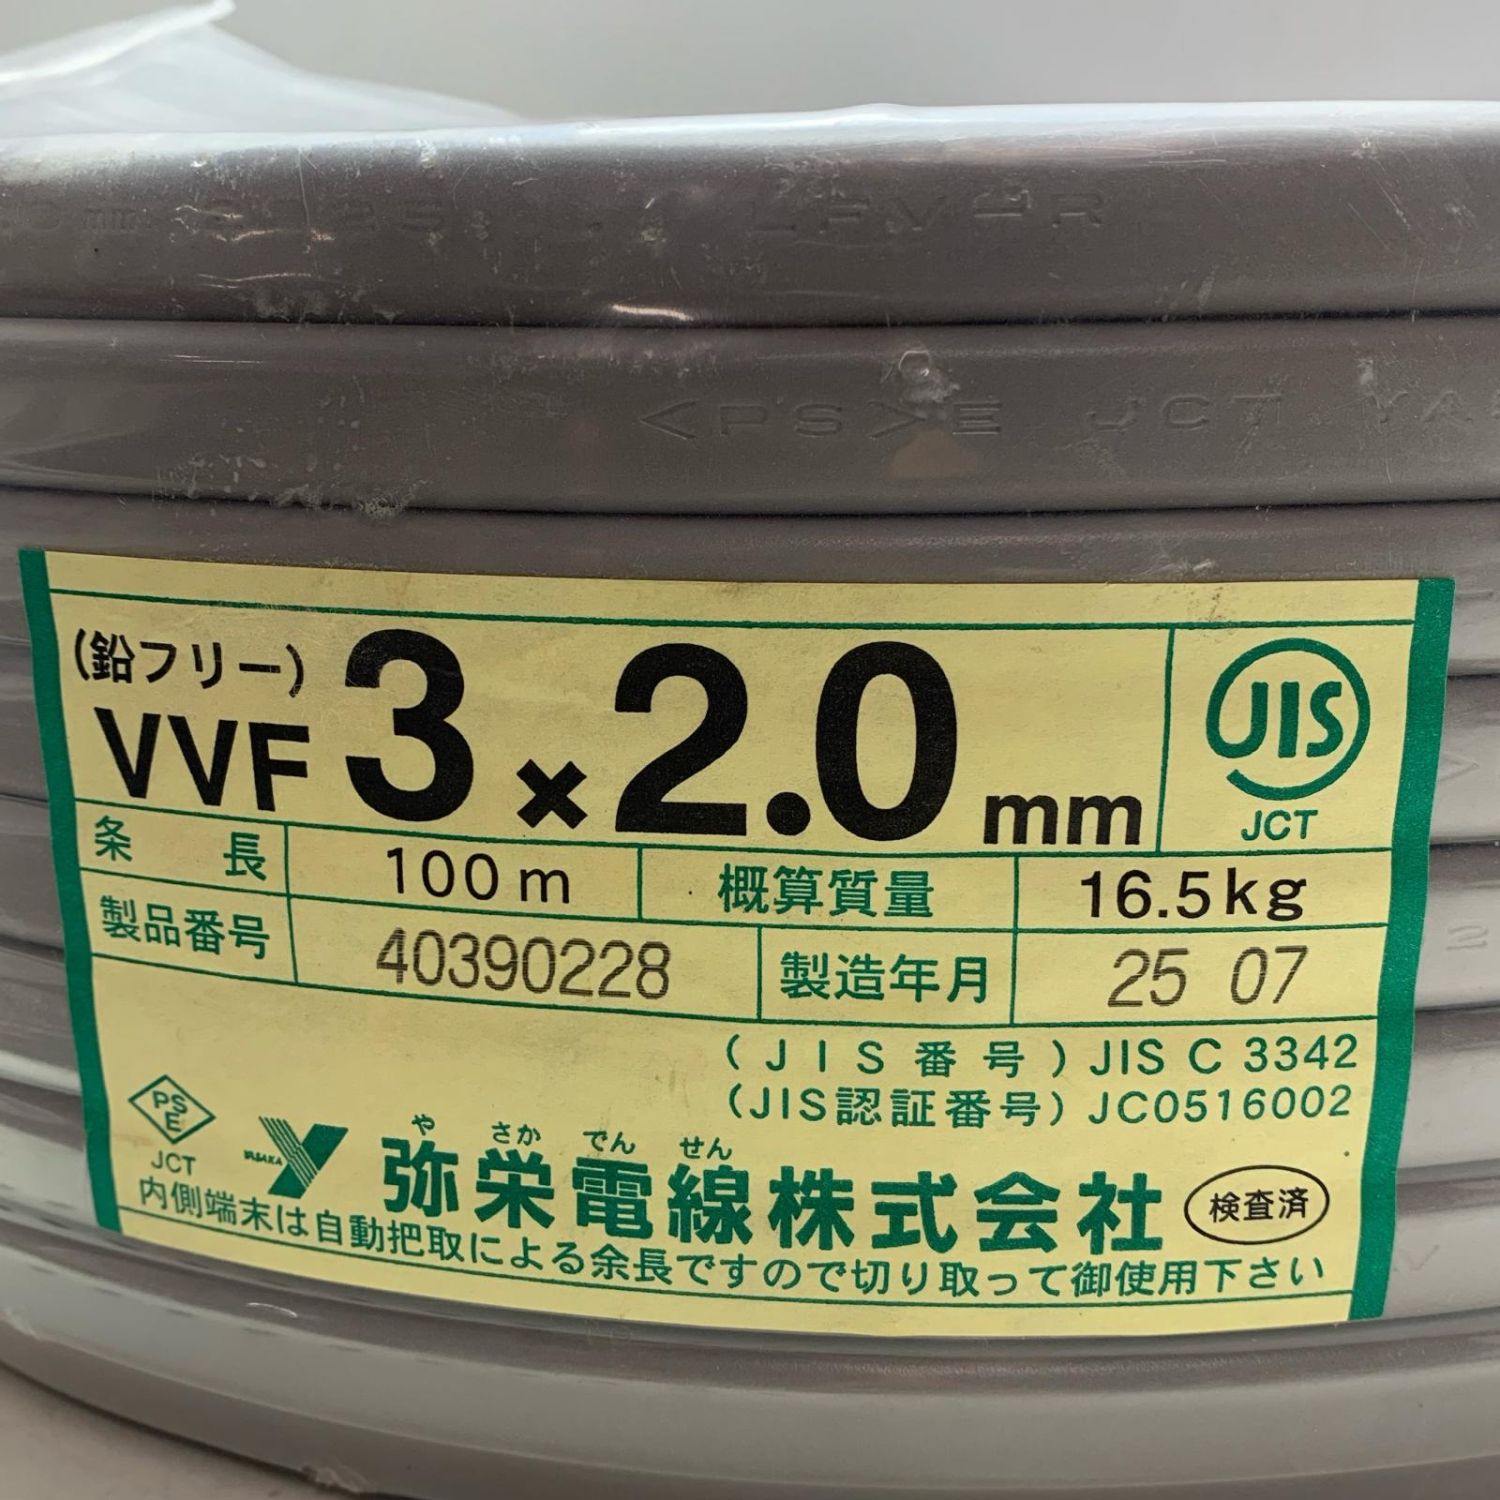 LFV-R
<PS>E JCT YA
(鉛フリー)
VVF 3×2.0mm
JIS
JCT
条長 100m 概算質量 16.5kg
製品番号 40390228 製造年月 25 07
(JIS番号) JIS C 3342
(JIS認証番号) JC0516002
PSE
JCT
YASAKA
や さか でん せん
弥栄電線株式会社 検査済
内側端末は自動把取による余長ですので切り取って御使用下さい